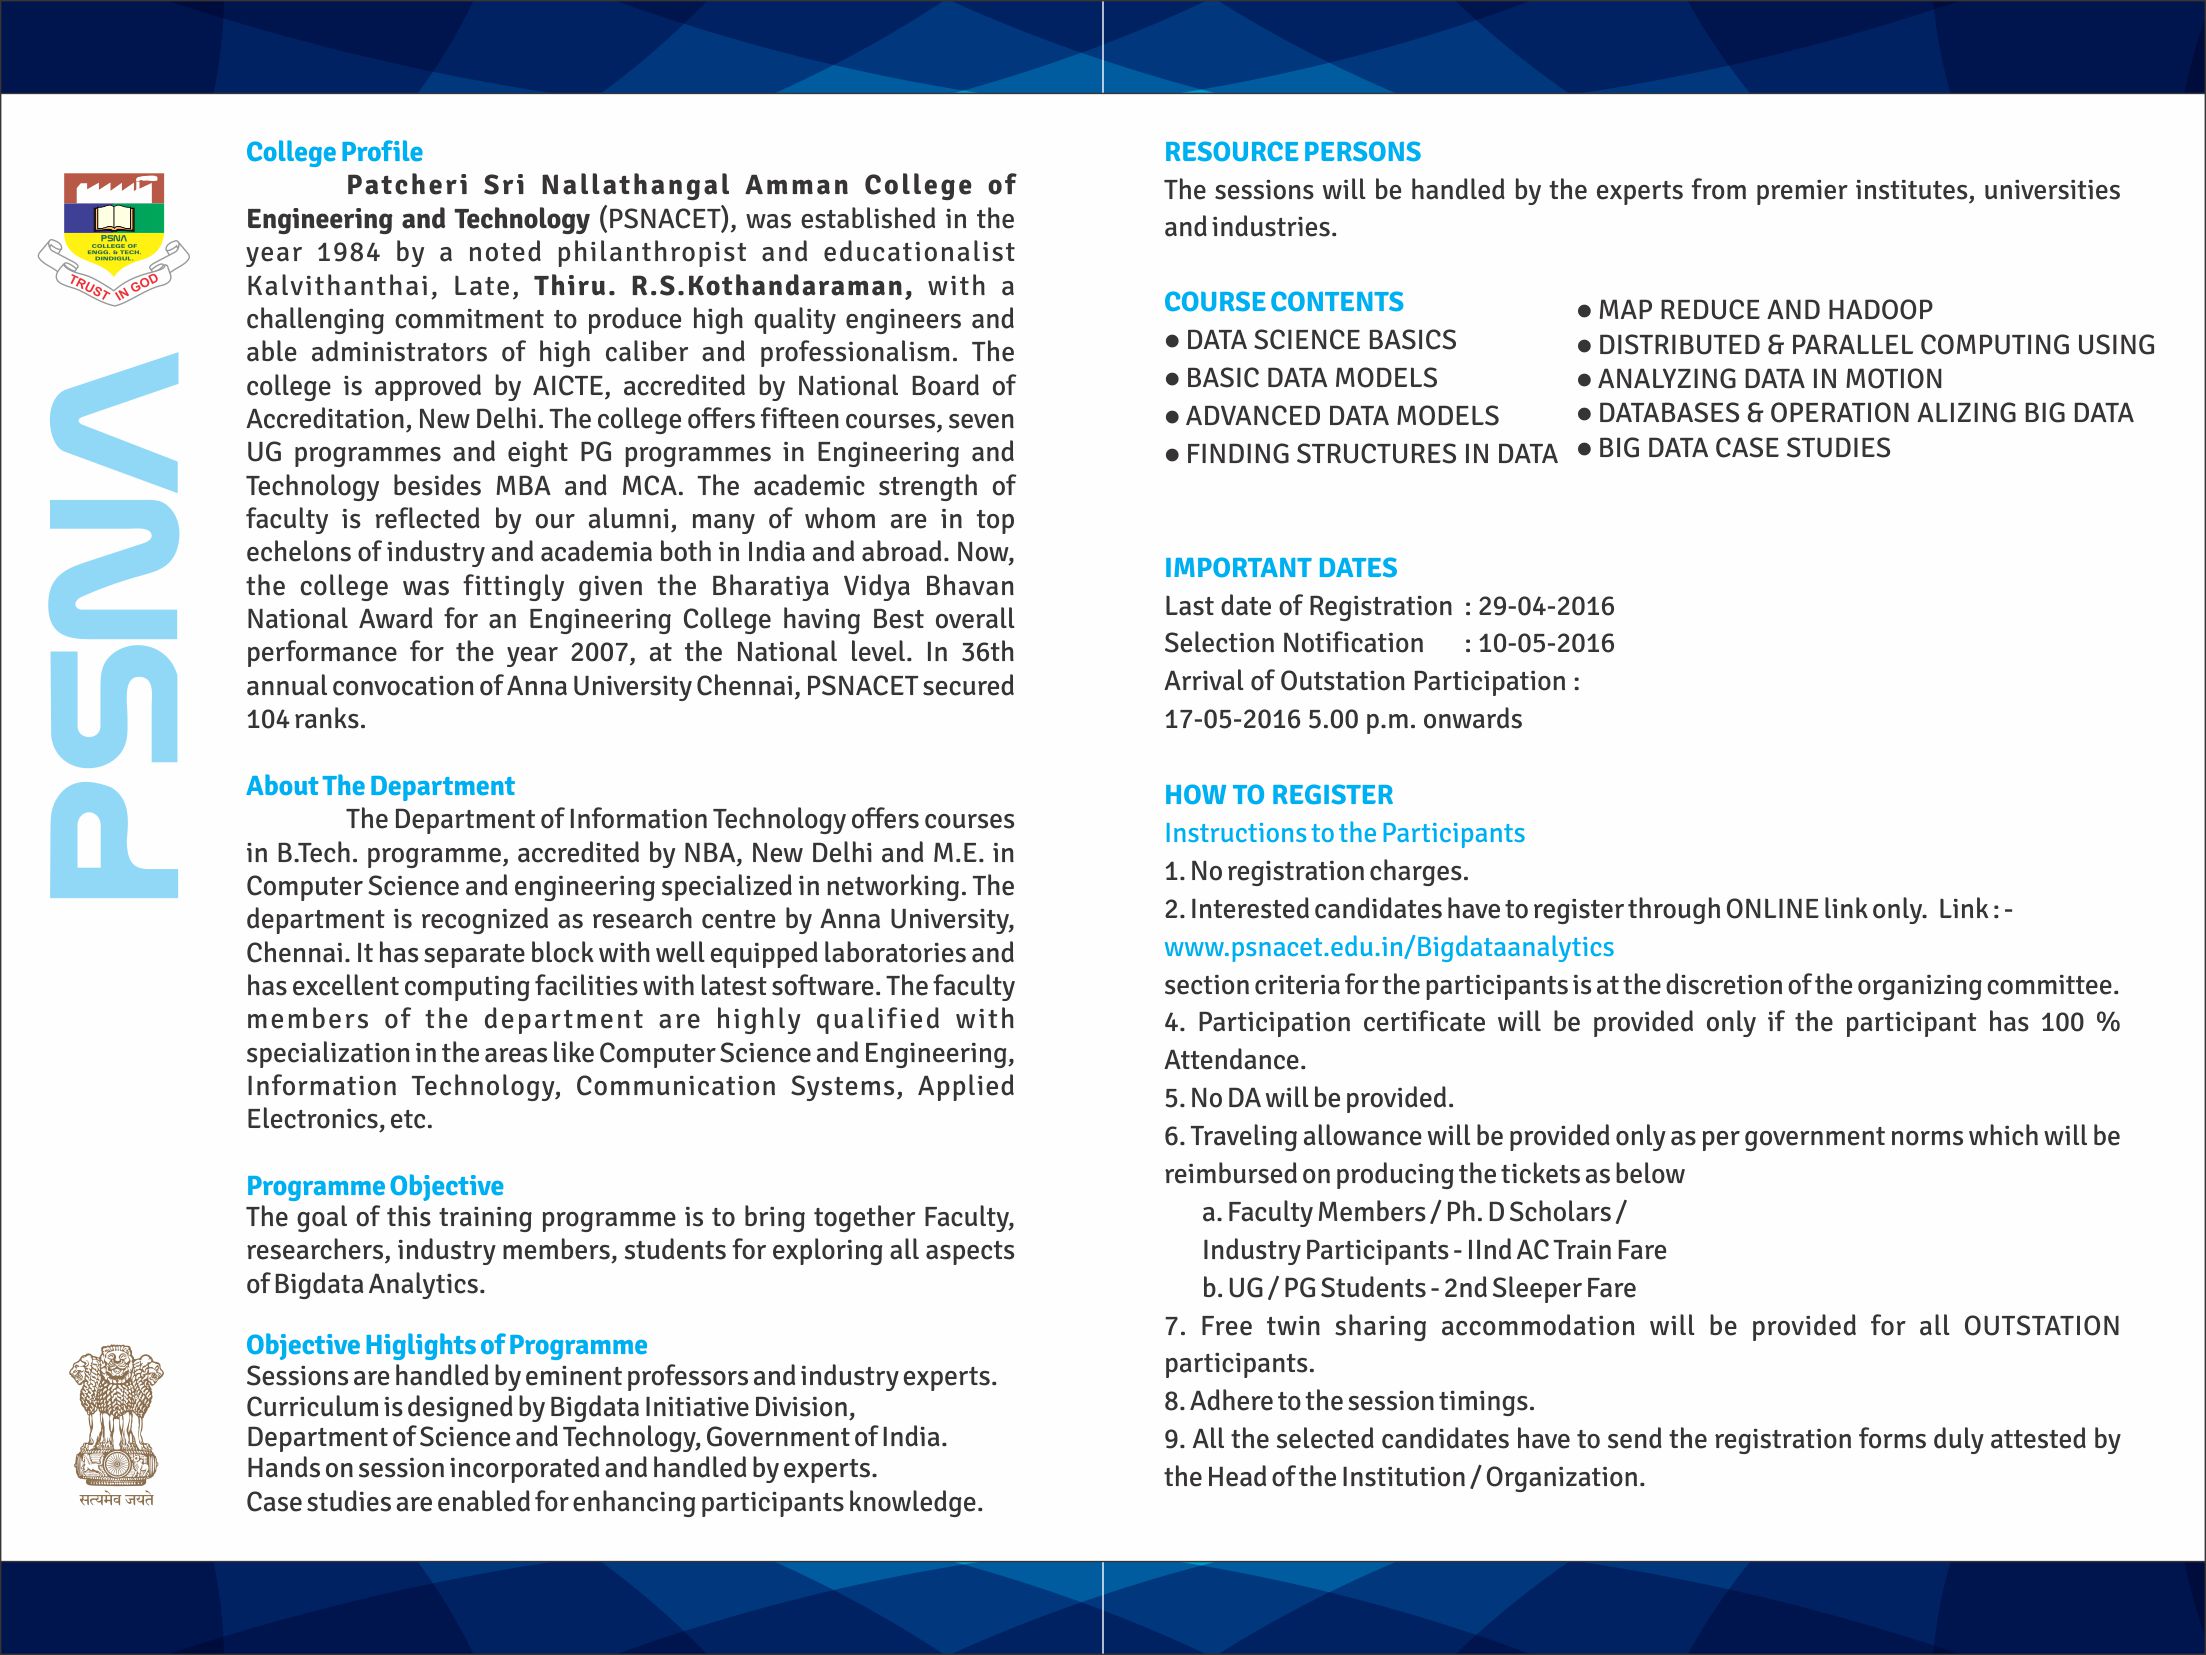 PSNA
COLLEGE OF
ENGG. & TECH.
DINDIGUL.
TRUST IN GOD
PSNA
सत्यमेव जयते
College Profile
Patcheri Sri Nallathangal Amman College of
Engineering and Technology (PSNACET), was established in the
year 1984 by a noted philanthropist and educationalist
Kalvithanthai, Late, Thiru. R.S.Kothandaraman, with a
challenging commitment to produce high quality engineers and
able administrators of high caliber and professionalism. The
college is approved by AICTE, accredited by National Board of
Accreditation, New Delhi. The college offers fifteen courses, seven
UG programmes and eight PG programmes in Engineering and
Technology besides MBA and MCA. The academic strength of
faculty is reflected by our alumni, many of whom are in top
echelons of industry and academia both in India and abroad. Now,
the college was fittingly given the Bharatiya Vidya Bhavan
National Award for an Engineering College having Best overall
performance for the year 2007, at the National level. In 36th
annual convocation of Anna University Chennai, PSNACET secured
104 ranks.
About The Department
The Department of Information Technology offers courses
in B.Tech. programme, accredited by NBA, New Delhi and M.E. in
Computer Science and engineering specialized in networking. The
department is recognized as research centre by Anna University,
Chennai. It has separate block with well equipped laboratories and
has excellent computing facilities with latest software. The faculty
members of the department are highly qualified with
specialization in the areas like Computer Science and Engineering,
Information Technology, Communication Systems, Applied
Electronics, etc.
Programme Objective
The goal of this training programme is to bring together Faculty,
researchers, industry members, students for exploring all aspects
of Bigdata Analytics.
Objective Higlights of Programme
Sessions are handled by eminent professors and industry experts.
Curriculum is designed by Bigdata Initiative Division,
Department of Science and Technology, Government of India.
Hands on session incorporated and handled by experts.
Case studies are enabled for enhancing participants knowledge.
RESOURCE PERSONS
The sessions will be handled by the experts from premier institutes, universities
and industries.
COURSE CONTENTS
● DATA SCIENCE BASICS
● BASIC DATA MODELS
● ADVANCED DATA MODELS
● FINDING STRUCTURES IN DATA
● MAP REDUCE AND HADOOP
● DISTRIBUTED & PARALLEL COMPUTING USING
● ANALYZING DATA IN MOTION
● DATABASES & OPERATION ALIZING BIG DATA
● BIG DATA CASE STUDIES
IMPORTANT DATES
Last date of Registration : 29-04-2016
Selection Notification : 10-05-2016
Arrival of Outstation Participation :
17-05-2016 5.00 p.m. onwards
HOW TO REGISTER
Instructions to the Participants
1. No registration charges.
2. Interested candidates have to register through ONLINE link only. Link : -
www.psnacet.edu.in/Bigdataanalytics
section criteria for the participants is at the discretion of the organizing committee.
4. Participation certificate will be provided only if the participant has 100 %
Attendance.
5. No DA will be provided.
6. Traveling allowance will be provided only as per government norms which will be
reimbursed on producing the tickets as below
a. Faculty Members / Ph. D Scholars /
Industry Participants - IInd AC Train Fare
b. UG / PG Students - 2nd Sleeper Fare
7. Free twin sharing accommodation will be provided for all OUTSTATION
participants.
8. Adhere to the session timings.
9. All the selected candidates have to send the registration forms duly attested by
the Head of the Institution / Organization.